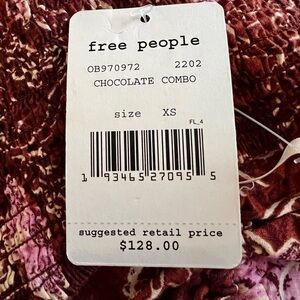 free people
OB970972 2202
CHOCOLATE COMBO
size XS
FL_4
1 93465 27095 5
suggested retail price
$128.00